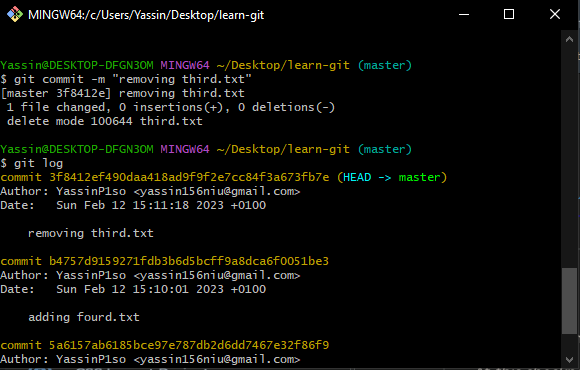 MINGW64:/c/Users/Yassin/Desktop/learn-git
Yassin@DESKTOP-DFGN3OM MINGW64 ~/Desktop/learn-git (master)
$ git commit -m "removing third.txt"
[master 3f8412e] removing third.txt
 1 file changed, 0 insertions(+), 0 deletions(-)
 delete mode 100644 third.txt
Yassin@DESKTOP-DFGN3OM MINGW64 ~/Desktop/learn-git (master)
$ git log
commit 3f8412ef490daa418ad9f9f2e7cc84f3a673fb7e (HEAD -> master)
Author: YassinP1so <yassin156niu@gmail.com>
Date:   Sun Feb 12 15:11:18 2023 +0100
    removing third.txt
commit b4757d9159271fdb3b6d5bcff9a8dca6f0051be3
Author: YassinP1so <yassin156niu@gmail.com>
Date:   Sun Feb 12 15:10:01 2023 +0100
    adding fourd.txt
commit 5a6157ab6185bce97e787db2d6dd7467e32f86f9
Author: YassinP1so <yassin156niu@gmail.com>